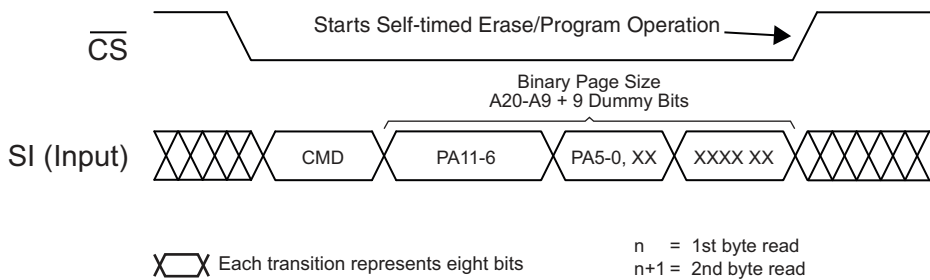 Starts Self-timed Erase/Program Operation
CS
Binary Page Size
A20-A9 + 9 Dummy Bits
SI (Input)
CMD
PA11-6
PA5-0, XX
XXXX XX
Each transition represents eight bits
n = 1st byte read
n+1 = 2nd byte read